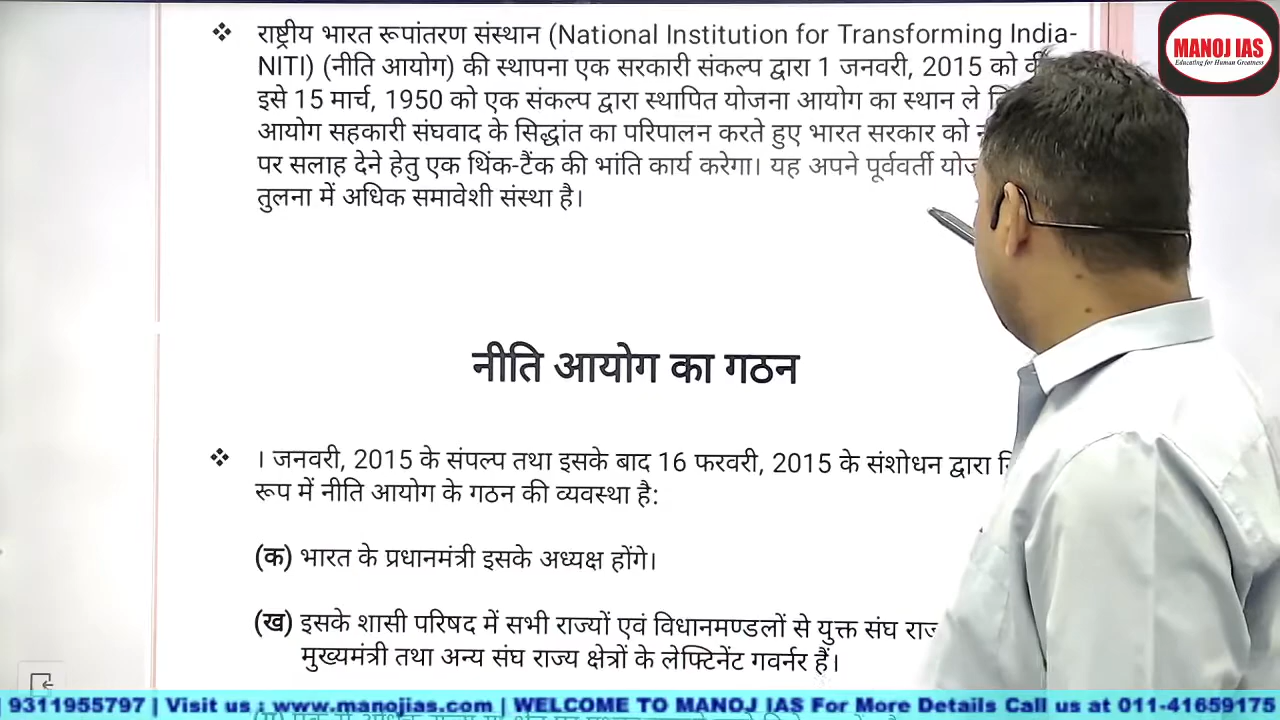 ❖ राष्ट्रीय भारत रूपांतरण संस्थान (National Institution for Transforming India-
NITI) (नीति आयोग) की स्थापना एक सरकारी संकल्प द्वारा 1 जनवरी, 2015 को
इसे 15 मार्च, 1950 को एक संकल्प द्वारा स्थापित योजना आयोग का स्थान ले
आयोग सहकारी संघवाद के सिद्धांत का परिपालन करते हुए भारत सरकार को
पर सलाह देने हेतु एक थिंक-टैंक की भांति कार्य करेगा। यह अपने पूर्ववर्ती
तुलना में अधिक समावेशी संस्था है।
नीति आयोग का गठन
❖ । जनवरी, 2015 के संपल्प तथा इसके बाद 16 फरवरी, 2015 के संशोधन द्वारा
रूप में नीति आयोग के गठन की व्यवस्था है:
(क) भारत के प्रधानमंत्री इसके अध्यक्ष होंगे।
(ख) इसके शासी परिषद में सभी राज्यों एवं विधानमण्डलों से युक्त संघ
मुख्यमंत्री तथा अन्य संघ राज्य क्षेत्रों के लेफ्टिनेंट गवर्नर हैं।
MANOJ IAS
Educating for Human Greatness
9311955797 | Visit us : www.manojias.com | WELCOME TO MANOJ IAS For More Details Call us at 011-41659175